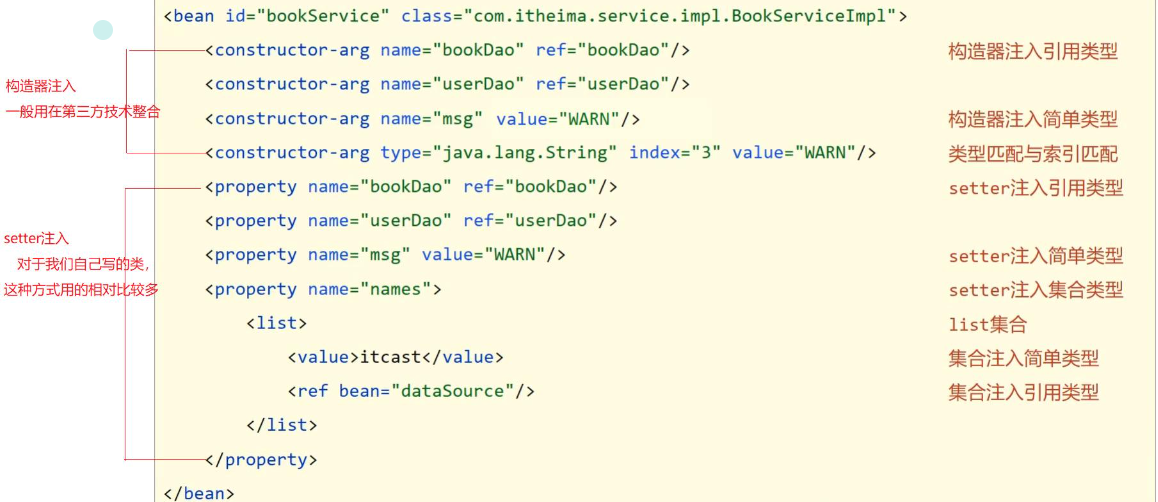 <bean id="bookService" class="com.itheima.service.impl.BookServiceImpl">
<constructor-arg name="bookDao" ref="bookDao"/> 构造器注入引用类型
<constructor-arg name="userDao" ref="userDao"/>
构造器注入
一般用在第三方技术整合
<constructor-arg name="msg" value="WARN"/> 构造器注入简单类型
<constructor-arg type="java.lang.String" index="3" value="WARN"/> 类型匹配与索引匹配
<property name="bookDao" ref="bookDao"/> setter注入引用类型
<property name="userDao" ref="userDao"/>
setter注入
对于我们自己写的类，
这种方式用的相对比较多
<property name="msg" value="WARN"/> setter注入简单类型
<property name="names"> setter注入集合类型
<list> list集合
<value>itcast</value> 集合注入简单类型
<ref bean="dataSource"/> 集合注入引用类型
</list>
</property>
</bean>